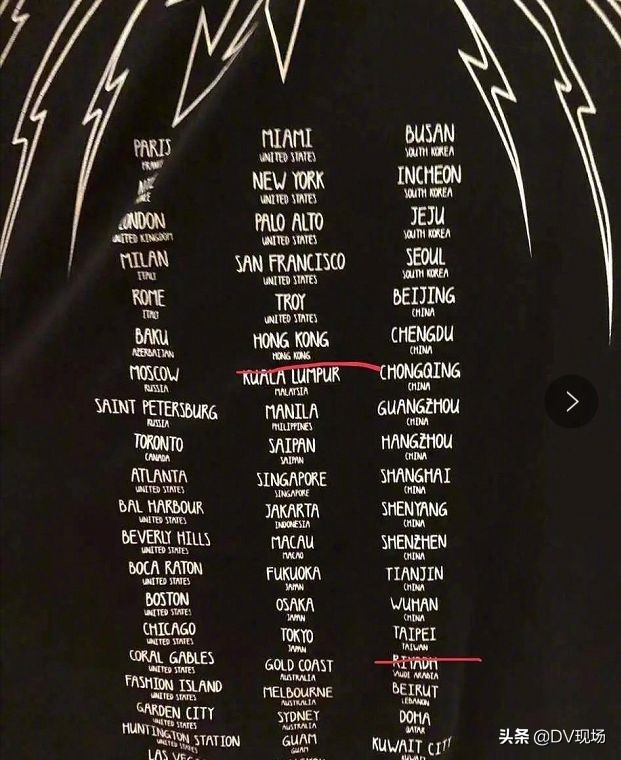 PARIS
FRANCE
LONDON
UNITED KINGDOM
MILAN
ITALY
ROME
ITALY
BAKU
AZERBAIJAN
MOSCOW
RUSSIA
SAINT PETERSBURG
RUSSIA
TORONTO
CANADA
ATLANTA
UNITED STATES
BAL HARBOUR
UNITED STATES
BEVERLY HILLS
UNITED STATES
BOCA RATON
UNITED STATES
BOSTON
UNITED STATES
CHICAGO
UNITED STATES
CORAL GABLES
UNITED STATES
FASHION ISLAND
UNITED STATES
GARDEN CITY
UNITED STATES
HUNTINGTON STATION
UNITED STATES
LAS VEGAS
MIAMI
UNITED STATES
NEW YORK
UNITED STATES
PALO ALTO
UNITED STATES
SAN FRANCISCO
UNITED STATES
TROY
UNITED STATES
HONG KONG
HONG KONG
KUALA LUMPUR
MALAYSIA
MANILA
PHILIPPINES
SAIPAN
SAIPAN
SINGAPORE
SINGAPORE
JAKARTA
INDONESIA
MACAU
MACAO
FUKUOKA
JAPAN
OSAKA
JAPAN
TOKYO
JAPAN
GOLD COAST
AUSTRALIA
MELBOURNE
AUSTRALIA
SYDNEY
AUSTRALIA
GUAM
GUAM
BUSAN
SOUTH KOREA
INCHEON
SOUTH KOREA
JEJU
SOUTH KOREA
SEOUL
SOUTH KOREA
BEIJING
CHINA
CHENGDU
CHINA
CHONGQING
CHINA
GUANGZHOU
CHINA
HANGZHOU
CHINA
SHANGHAI
CHINA
SHENYANG
CHINA
SHENZHEN
CHINA
TIANJIN
CHINA
WUHAN
CHINA
TAIPEI
TAIWAN
RIYADH
SAUDI ARABIA
BEIRUT
LEBANON
DOHA
QATAR
KUWAIT CITY
头条 @DV现场